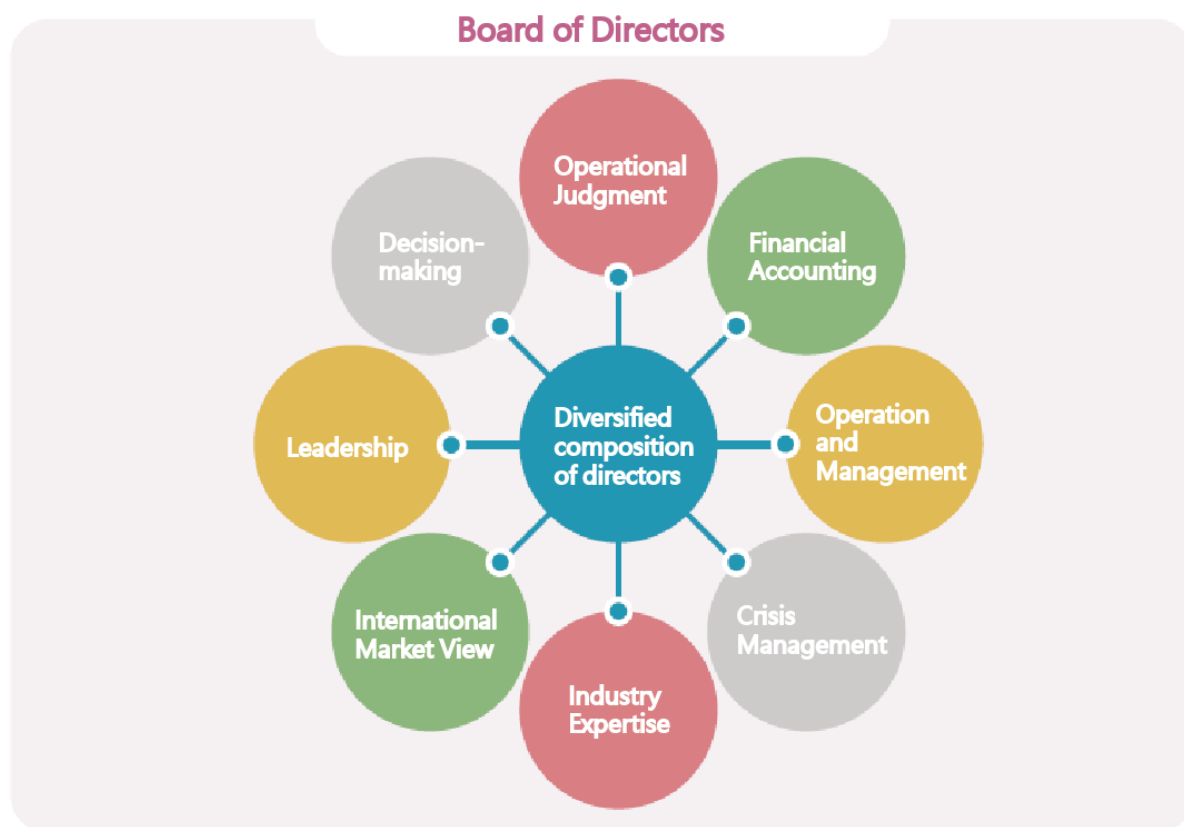 Board of Directors
Operational
Judgment
Financial
Accounting
Operation
and
Management
Crisis
Management
Industry
Expertise
International
Market View
Leadership
Decision-
making
Diversified
composition
of directors